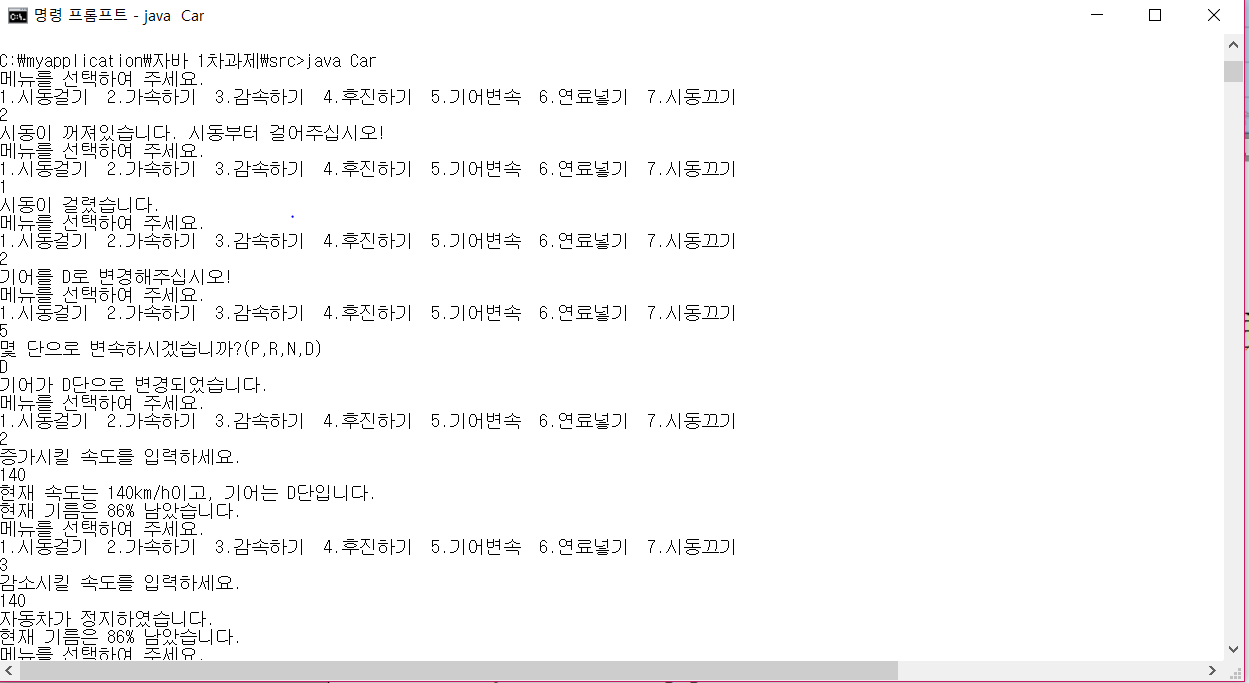 명령 프롬프트 - java  Car
C:\myapplication\자바 1차과제\src>java Car
메뉴를 선택하여 주세요.
1.시동걸기  2.가속하기  3.감속하기  4.후진하기  5.기어변속  6.연료넣기  7.시동끄기
2
시동이 꺼져있습니다. 시동부터 걸어주십시오!
메뉴를 선택하여 주세요.
1.시동걸기  2.가속하기  3.감속하기  4.후진하기  5.기어변속  6.연료넣기  7.시동끄기
1
시동이 걸렸습니다.
메뉴를 선택하여 주세요.
1.시동걸기  2.가속하기  3.감속하기  4.후진하기  5.기어변속  6.연료넣기  7.시동끄기
2
기어를 D로 변경해주십시오!
메뉴를 선택하여 주세요.
1.시동걸기  2.가속하기  3.감속하기  4.후진하기  5.기어변속  6.연료넣기  7.시동끄기
5
몇 단으로 변속하시겠습니까?(P,R,N,D)
D
기어가 D단으로 변경되었습니다.
메뉴를 선택하여 주세요.
1.시동걸기  2.가속하기  3.감속하기  4.후진하기  5.기어변속  6.연료넣기  7.시동끄기
2
증가시킬 속도를 입력하세요.
140
현재 속도는 140km/h이고, 기어는 D단입니다.
현재 기름은 86% 남았습니다.
메뉴를 선택하여 주세요.
1.시동걸기  2.가속하기  3.감속하기  4.후진하기  5.기어변속  6.연료넣기  7.시동끄기
3
감소시킬 속도를 입력하세요.
140
자동차가 정지하였습니다.
현재 기름은 86% 남았습니다.
메뉴를 선택하여 주세요.